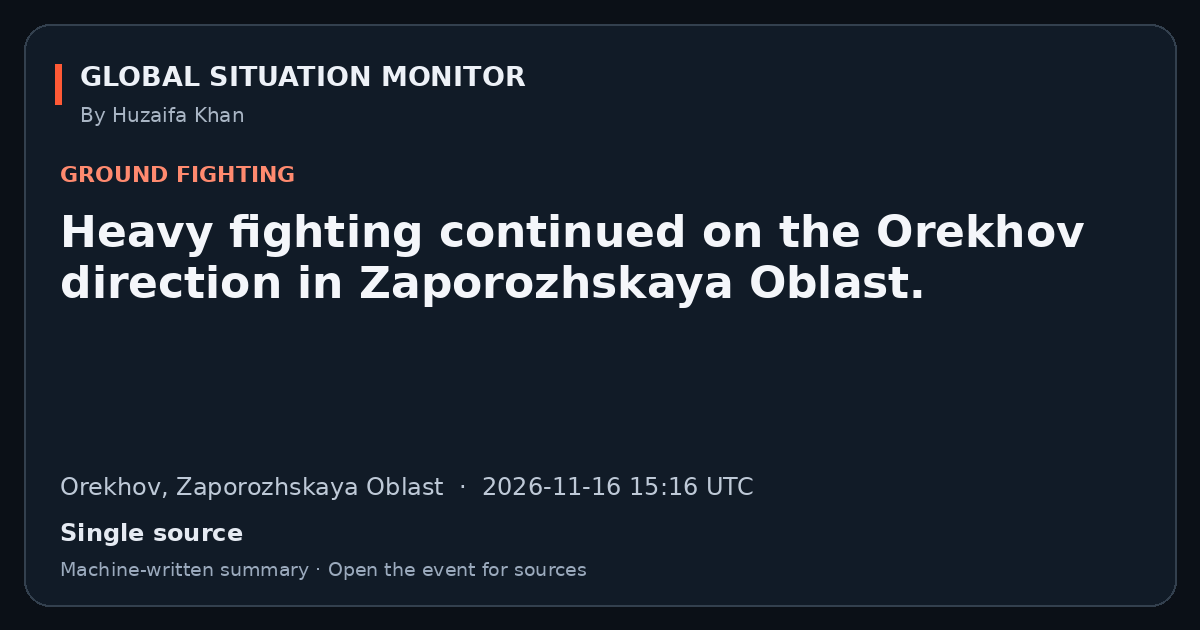 GLOBAL SITUATION MONITOR
By Huzaifa Khan
GROUND FIGHTING
Heavy fighting continued on the Orekhov
direction in Zaporozhskaya Oblast.
Orekhov, Zaporozhskaya Oblast · 2026-11-16 15:16 UTC
Single source
Machine-written summary · Open the event for sources